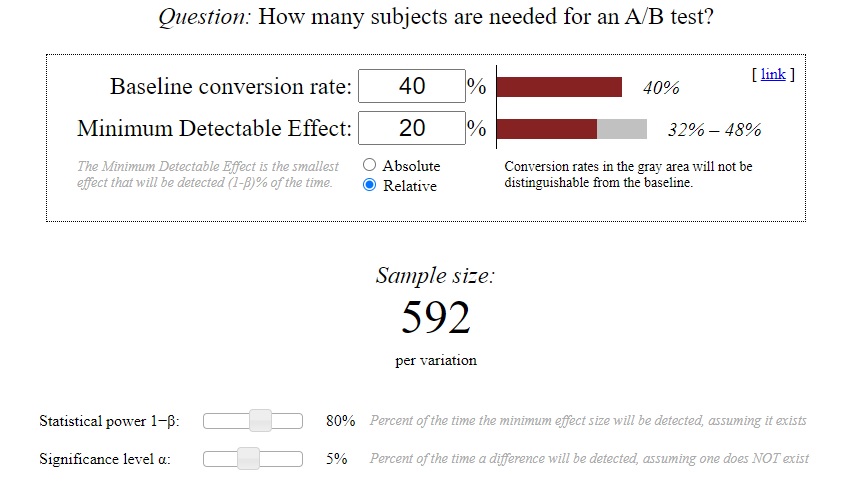 Question: How many subjects are needed for an A/B test?
[ link ]
Baseline conversion rate: 40 % 40%
Minimum Detectable Effect: 20 % 32% – 48%
The Minimum Detectable Effect is the smallest
effect that will be detected (1-β)% of the time.
Absolute
Relative
Conversion rates in the gray area will not be
distinguishable from the baseline.
Sample size:
592
per variation
Statistical power 1−β: 80% Percent of the time the minimum effect size will be detected, assuming it exists
Significance level α: 5% Percent of the time a difference will be detected, assuming one does NOT exist